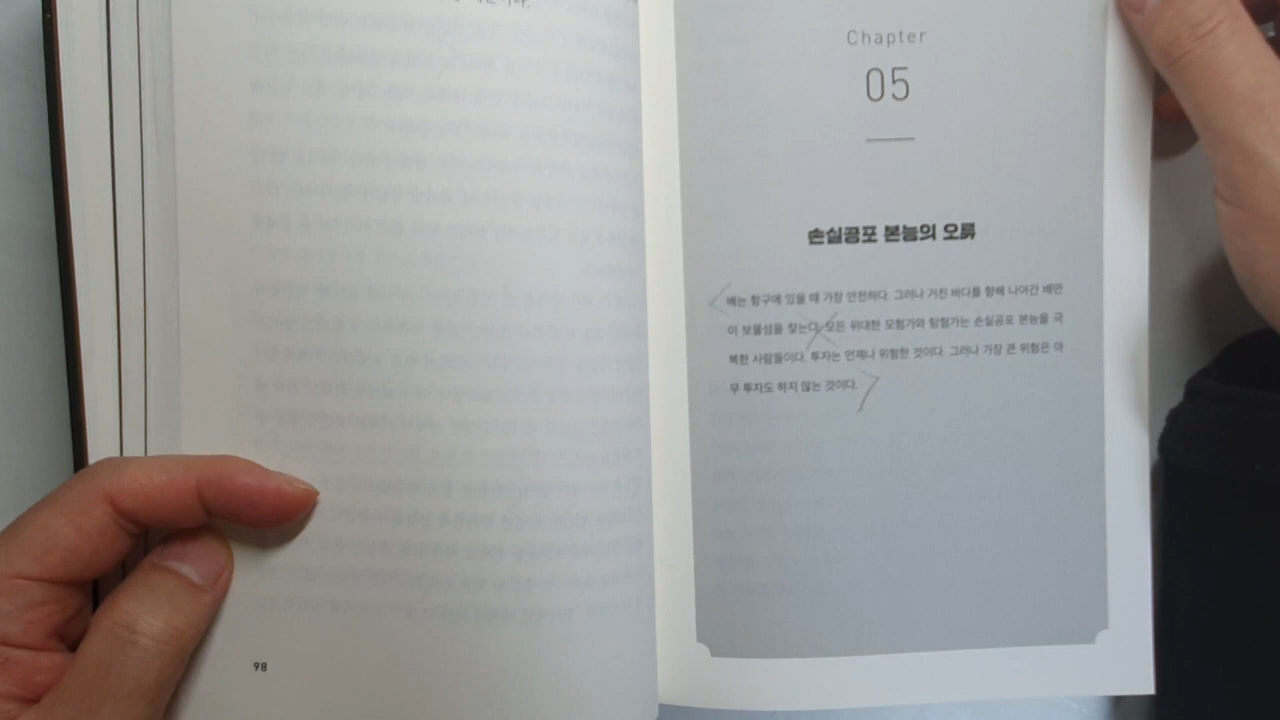 98
Chapter
05
손실공포 본능의 오류
배는 항구에 있을 때 가장 안전하다. 그러나 거친 바다를 향해 나아간 배만
이 보물섬을 찾는다. 모든 위대한 모험가와 탐험가는 손실공포 본능을 극
복한 사람들이다. 투자는 언제나 위험한 것이다. 그러나 가장 큰 위험은 아
무 투자도 하지 않는 것이다.